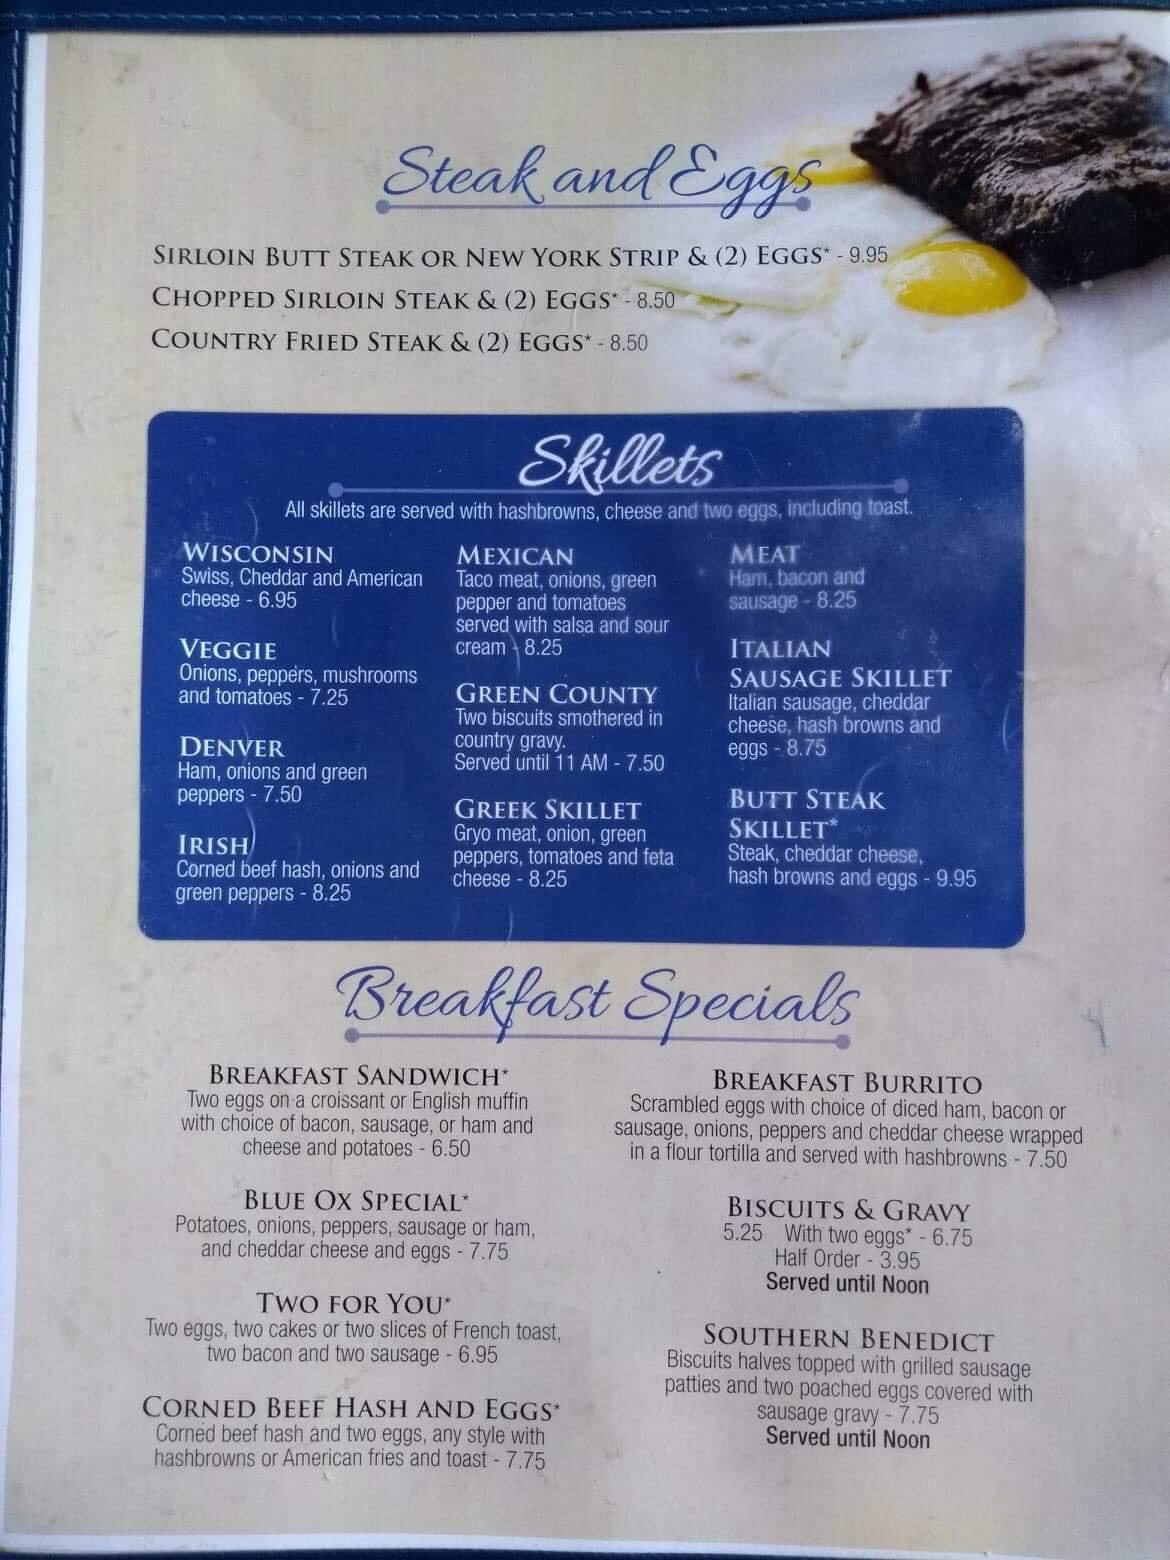 Steak and Eggs
Sirloin Butt Steak or New York Strip & (2) Eggs* - 9.95
Chopped Sirloin Steak & (2) Eggs* - 8.50
Country Fried Steak & (2) Eggs* - 8.50
Skillets
All skillets are served with hashbrowns, cheese and two eggs, including toast.
Wisconsin
Swiss, Cheddar and American
cheese - 6.95
Veggie
Onions, peppers, mushrooms
and tomatoes - 7.25
Denver
Ham, onions and green
peppers - 7.50
Irish
Corned beef hash, onions and
green peppers - 8.25
Mexican
Taco meat, onions, green
pepper and tomatoes
served with salsa and sour
cream - 8.25
Green County
Two biscuits smothered in
country gravy.
Served until 11 AM - 7.50
Greek Skillet
Gryo meat, onion, green
peppers, tomatoes and feta
cheese - 8.25
Meat
Ham, bacon and
sausage - 8.25
Italian
Sausage Skillet
Italian sausage, cheddar
cheese, hash browns and
eggs - 8.75
Butt Steak
Skillet*
Steak, cheddar cheese,
hash browns and eggs - 9.95
Breakfast Specials
Breakfast Sandwich*
Two eggs on a croissant or English muffin
with choice of bacon, sausage, or ham and
cheese and potatoes - 6.50
Blue Ox Special*
Potatoes, onions, peppers, sausage or ham,
and cheddar cheese and eggs - 7.75
Two for You*
Two eggs, two cakes or two slices of French toast,
two bacon and two sausage - 6.95
Corned Beef Hash and Eggs*
Corned beef hash and two eggs, any style with
hashbrowns or American fries and toast - 7.75
Breakfast Burrito
Scrambled eggs with choice of diced ham, bacon or
sausage, onions, peppers and cheddar cheese wrapped
in a flour tortilla and served with hashbrowns - 7.50
Biscuits & Gravy
5.25 With two eggs* - 6.75
Half Order - 3.95
Served until Noon
Southern Benedict
Biscuits halves topped with grilled sausage
patties and two poached eggs covered with
sausage gravy - 7.75
Served until Noon